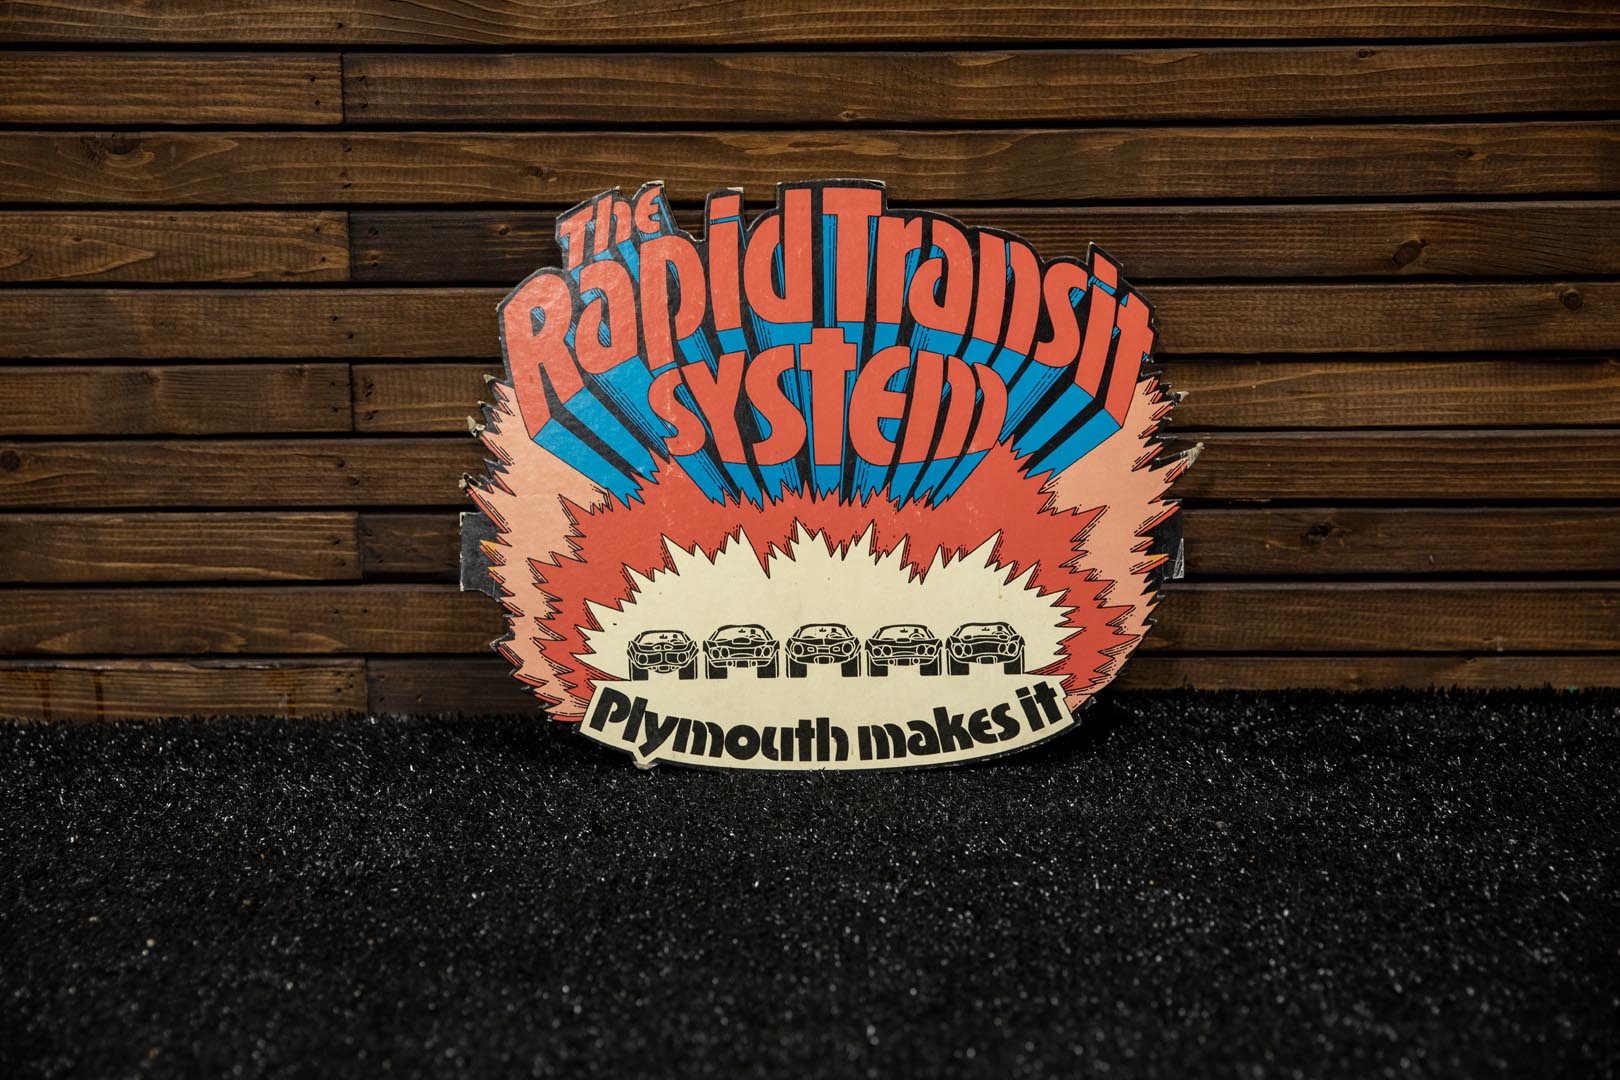 The
Rapid Transit
system
Plymouth makes it